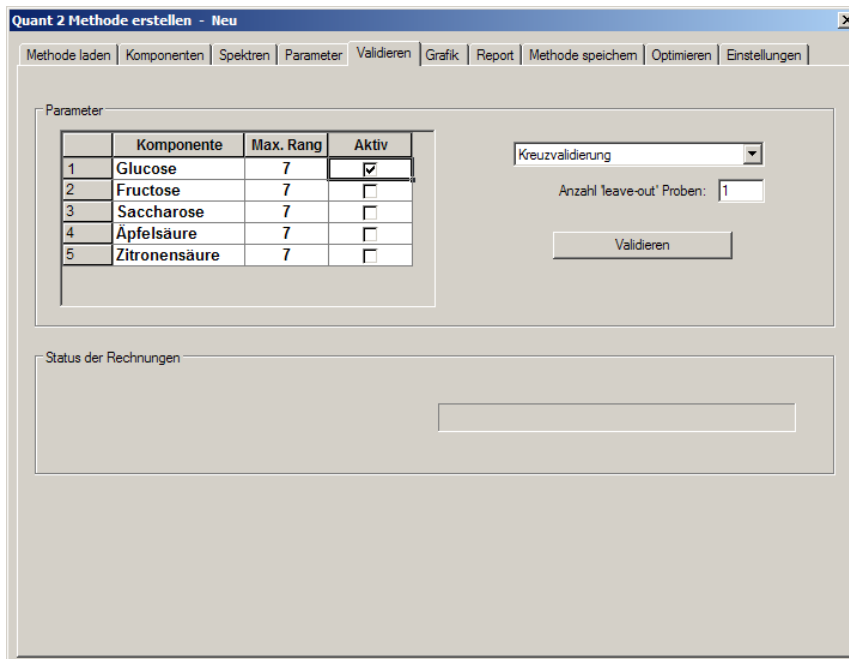 Quant 2 Methode erstellen - Neu
Methode laden Komponenten Spektren Parameter Validieren Grafik Report Methode speichern Optimieren Einstellungen
Parameter
Komponente Max. Rang Aktiv
1 Glucose 7
2 Fructose 7
3 Saccharose 7
4 Äpfelsäure 7
5 Zitronensäure 7
Kreuzvalidierung
Anzahl 'leave-out' Proben: 1
Validieren
Status der Rechnungen